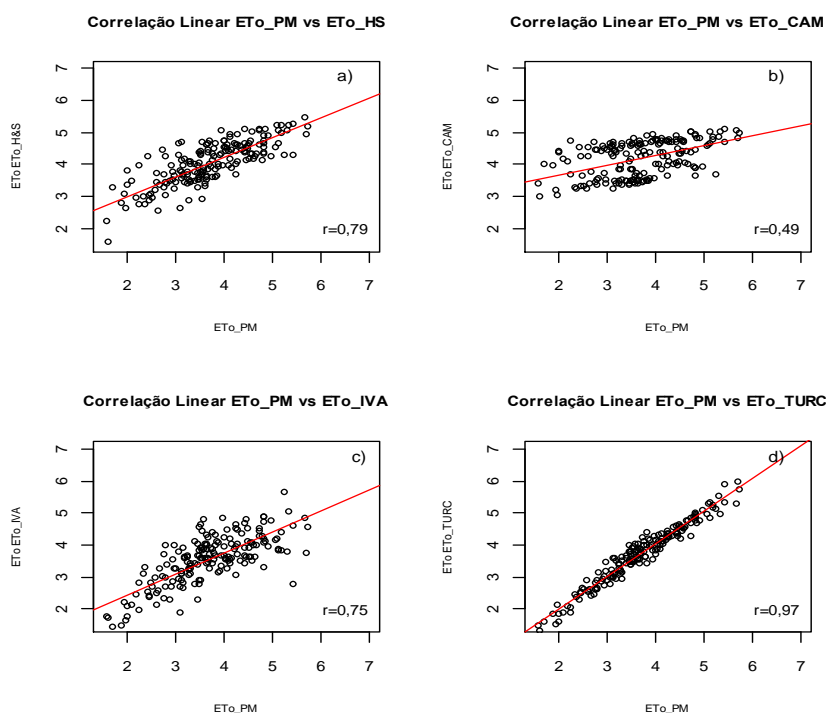 Correlação Linear ETo_PM vs ETo_HS
a)
7
6
5
4
3
2
ETo ETo_H&S
r=0,79
2 3 4 5 6 7
ETo_PM
Correlação Linear ETo_PM vs ETo_CAM
b)
7
6
5
4
3
2
ETo ETo_CAM
r=0,49
2 3 4 5 6 7
ETo_PM
Correlação Linear ETo_PM vs ETo_IVA
c)
7
6
5
4
3
2
ETo ETo_IVA
r=0,75
2 3 4 5 6 7
ETo_PM
Correlação Linear ETo_PM vs ETo_TURC
d)
7
6
5
4
3
2
ETo ETo_TURC
r=0,97
2 3 4 5 6 7
ETo_PM